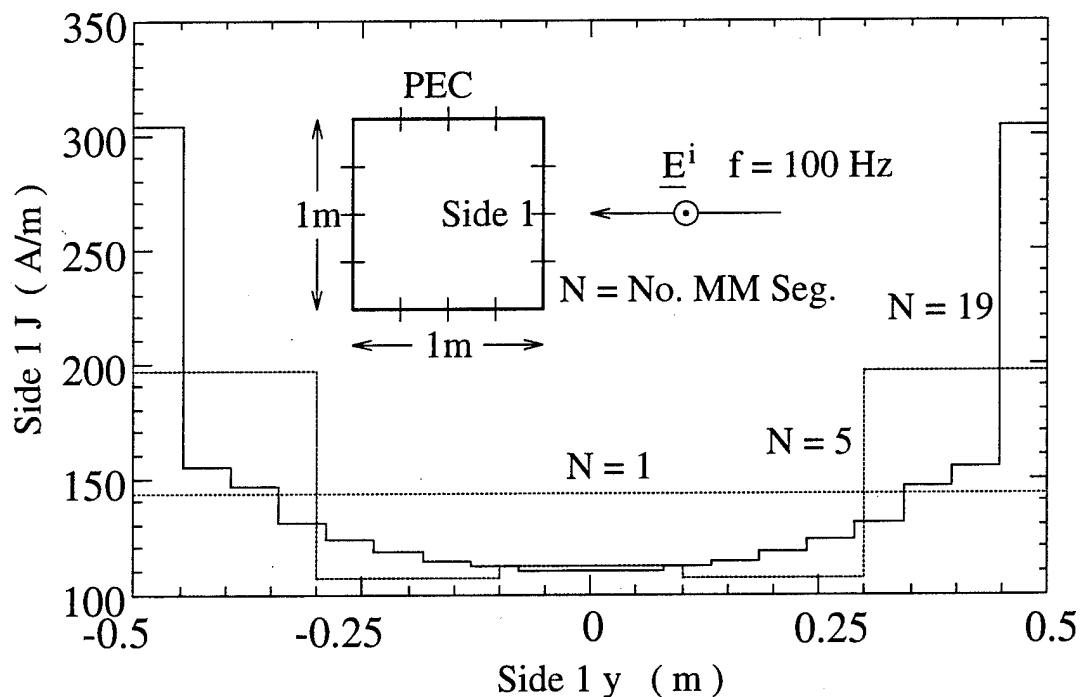 350
300
250
200
150
100
Side 1 J ( A/m )
PEC
1m
Side 1
1m
E^i f = 100 Hz
N = No. MM Seg.
N = 19
N = 5
N = 1
-0.5
-0.25
0
0.25
0.5
Side 1 y ( m )